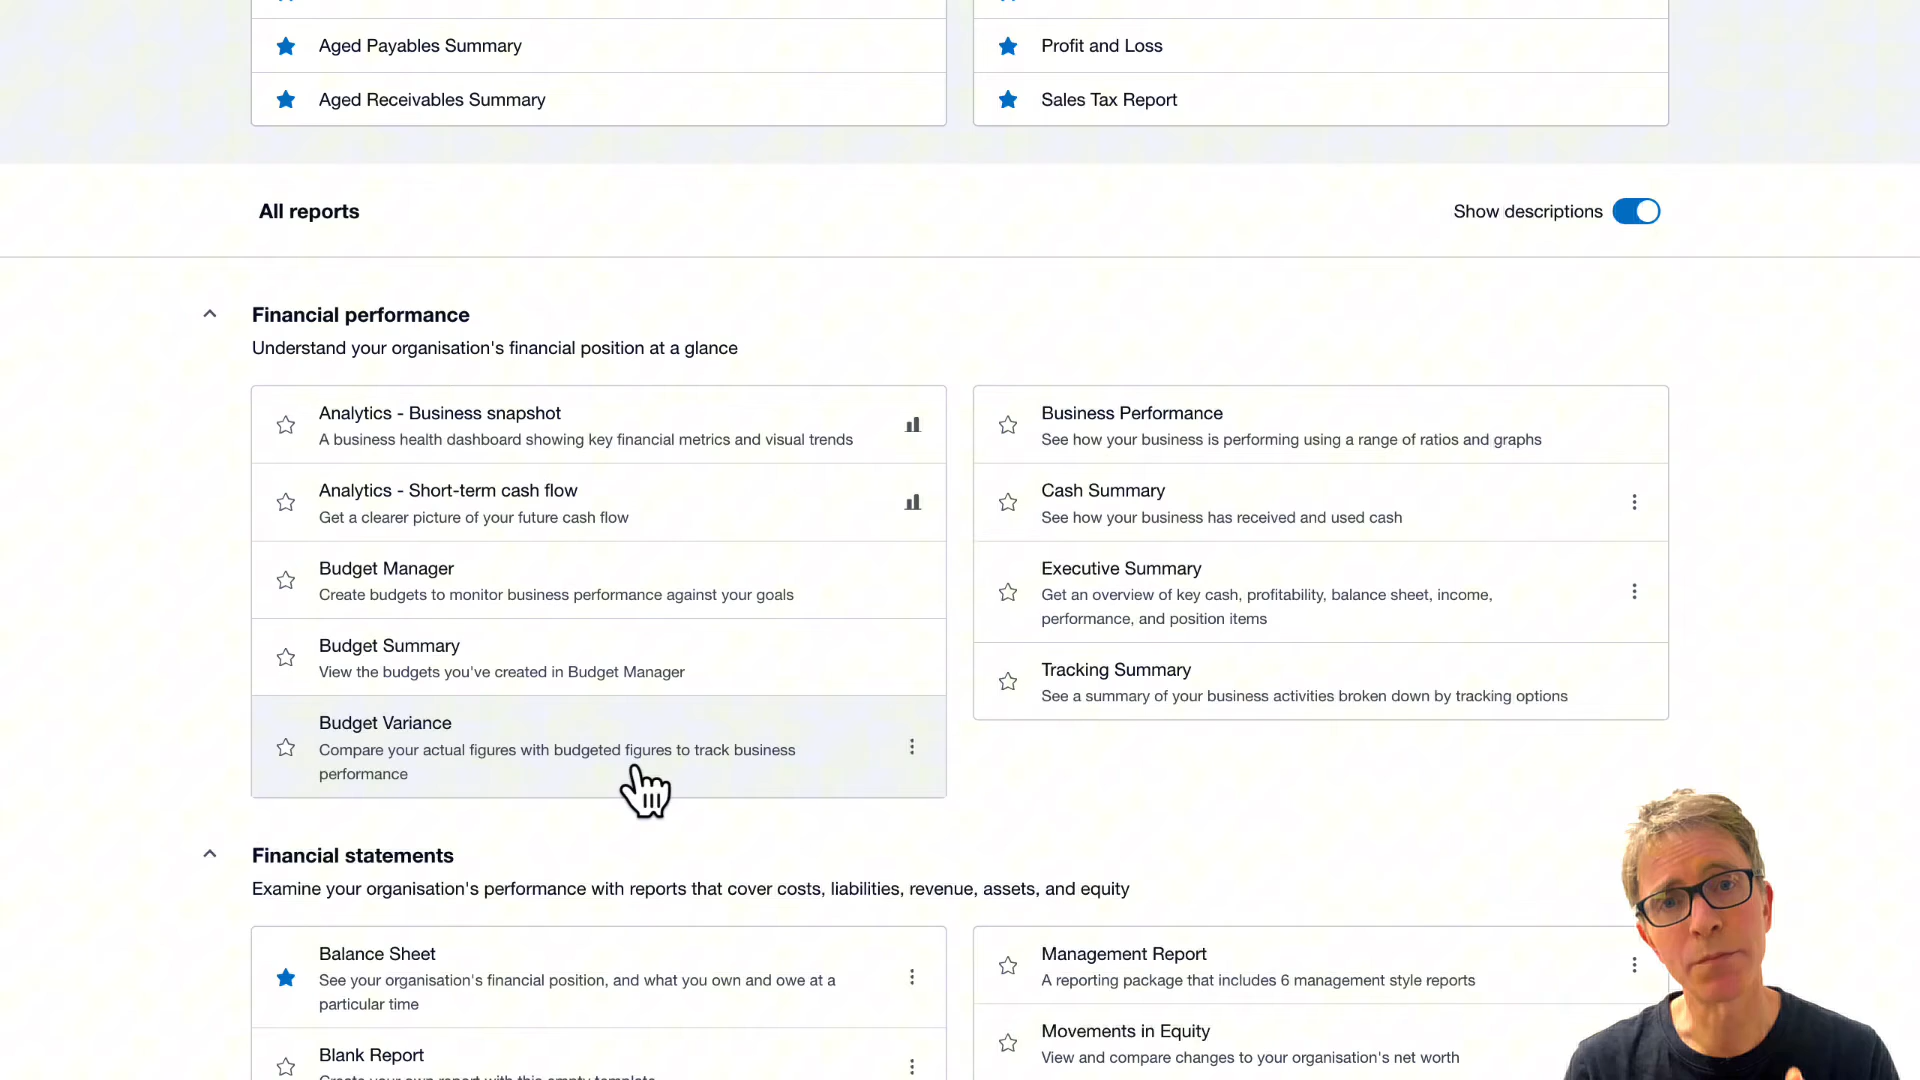 Aged Payables Summary
Profit and Loss
Aged Receivables Summary
Sales Tax Report
All reports
Show descriptions
Financial performance
Understand your organisation's financial position at a glance
Analytics - Business snapshot
A business health dashboard showing key financial metrics and visual trends
Analytics - Short-term cash flow
Get a clearer picture of your future cash flow
Budget Manager
Create budgets to monitor business performance against your goals
Budget Summary
View the budgets you've created in Budget Manager
Budget Variance
Compare your actual figures with budgeted figures to track business
performance
Business Performance
See how your business is performing using a range of ratios and graphs
Cash Summary
See how your business has received and used cash
Executive Summary
Get an overview of key cash, profitability, balance sheet, income,
performance, and position items
Tracking Summary
See a summary of your business activities broken down by tracking options
Financial statements
Examine your organisation's performance with reports that cover costs, liabilities, revenue, assets, and equity
Balance Sheet
See your organisation's financial position, and what you own and owe at a
particular time
Blank Report
Create your own report with this empty template
Management Report
A reporting package that includes 6 management style reports
Movements in Equity
View and compare changes to your organisation's net worth